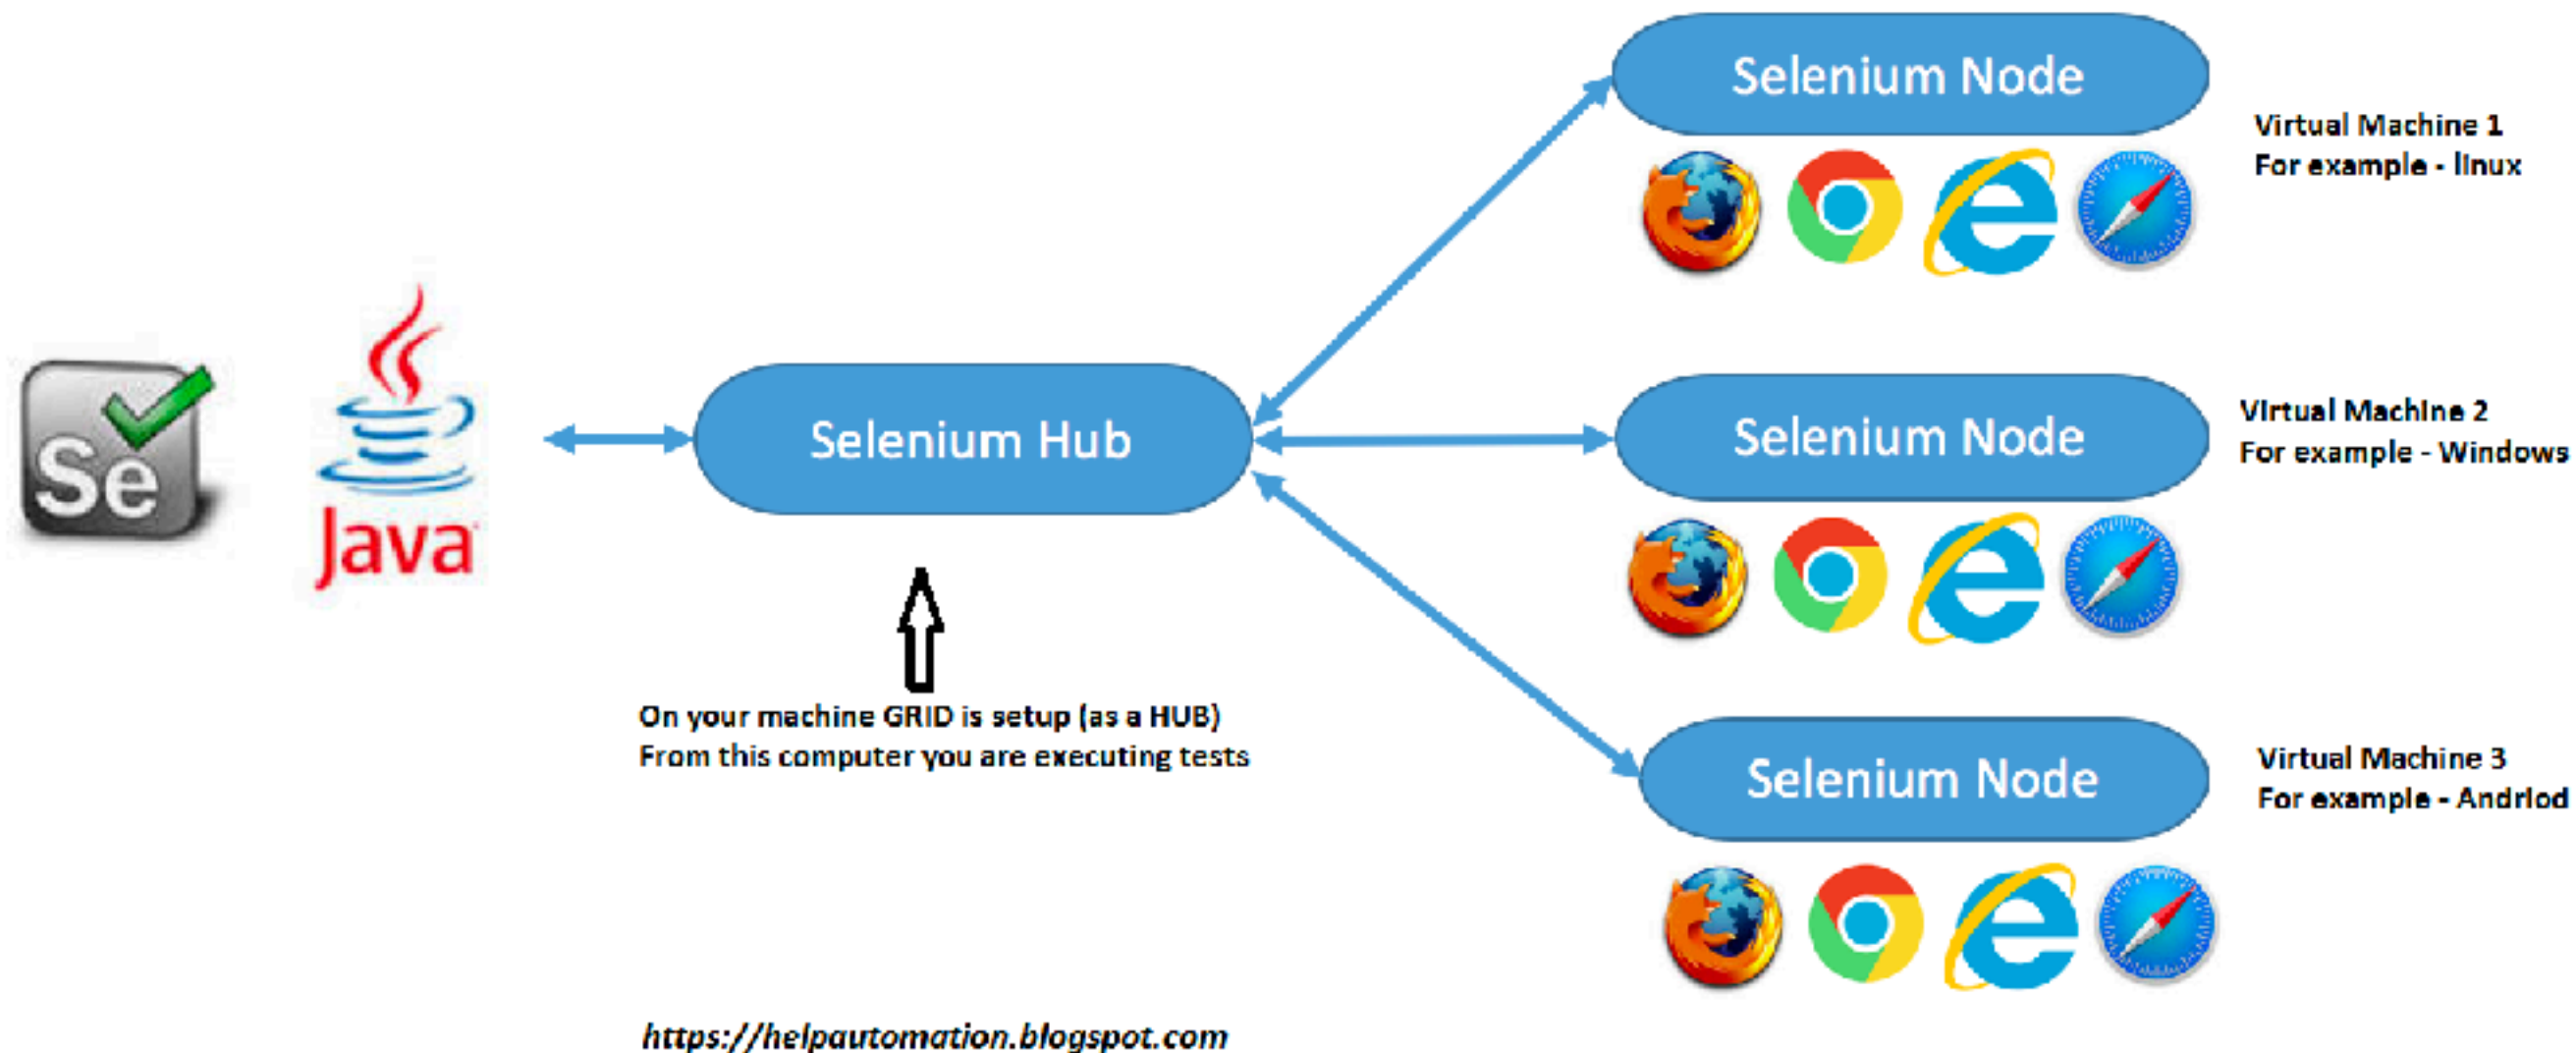 Selenium Node
Virtual Machine 1
For example - linux
Se
Java
Selenium Hub
Selenium Node
Virtual Machine 2
For example - Windows
On your machine GRID is setup (as a HUB)
From this computer you are executing tests
Selenium Node
Virtual Machine 3
For example - Andriod
https://helpautomation.blogspot.com